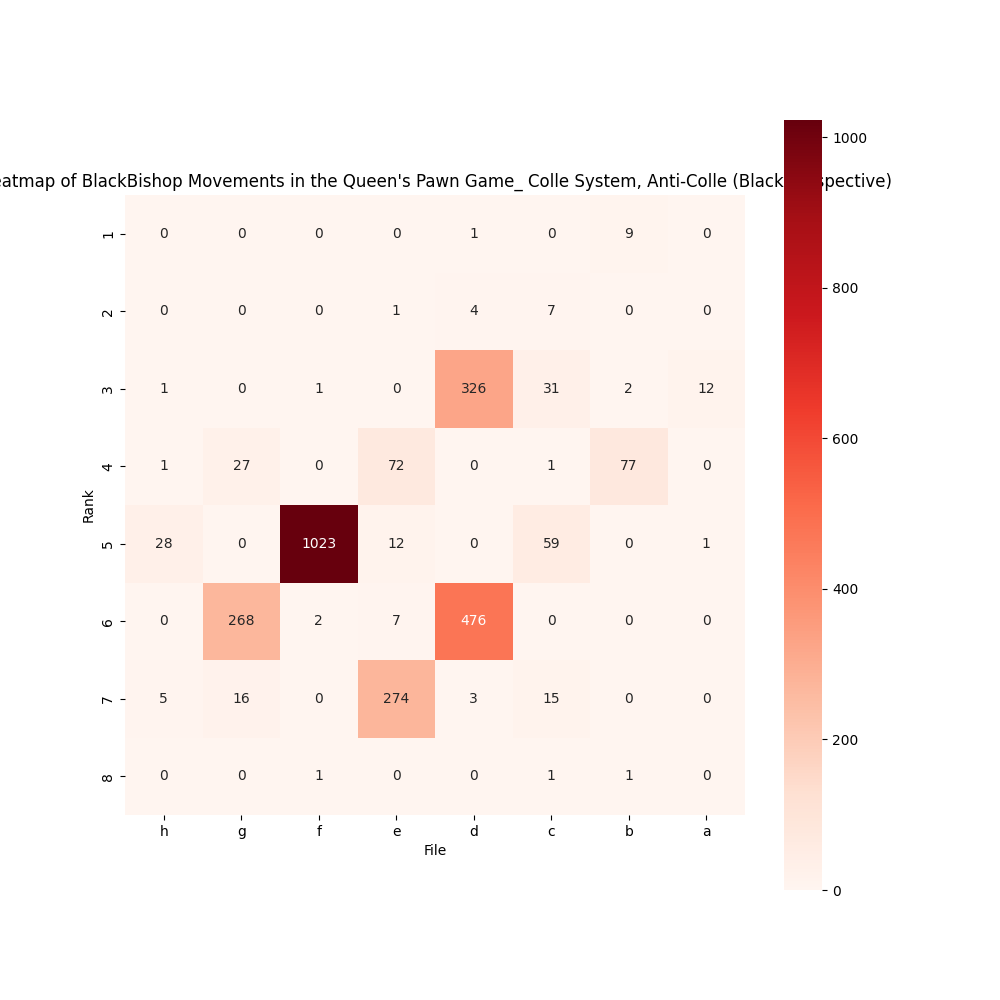 eatmap of BlackBishop Movements in the Queen's Pawn Game_ Colle System, Anti-Colle (Black spective)
1 0 0 0 0 1 0 9 0
2 0 0 0 1 4 7 0 0
3 1 0 1 0 326 31 2 12
4 1 27 0 72 0 1 77 0
5 28 0 1023 12 0 59 0 1
6 0 268 2 7 476 0 0 0
7 5 16 0 274 3 15 0 0
8 0 0 1 0 0 1 1 0
h g f e d c b a
Rank
File
1000
800
600
400
200
0